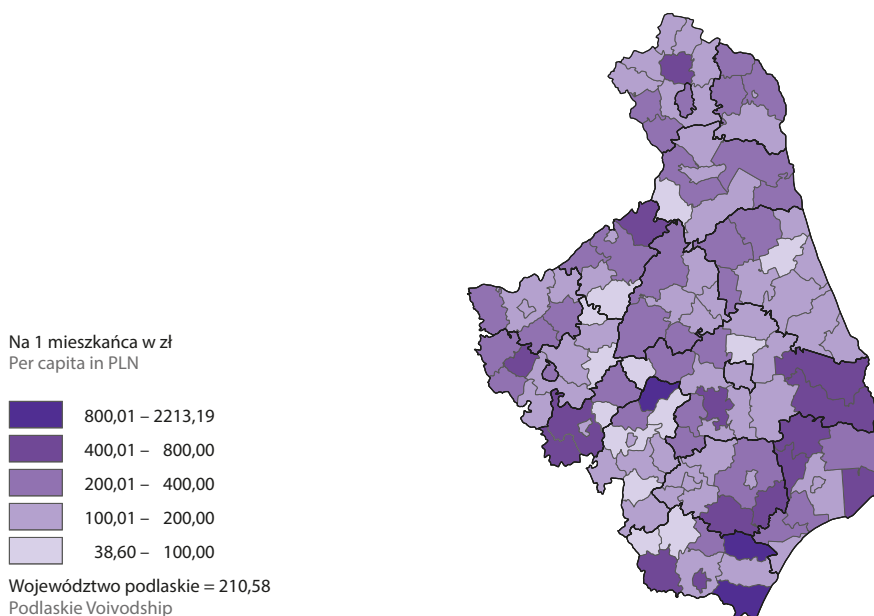 Na 1 mieszkańca w zł
Per capita in PLN
800,01 – 2213,19
400,01 – 800,00
200,01 – 400,00
100,01 – 200,00
38,60 – 100,00
Województwo podlaskie = 210,58
Podlaskie Voivodship